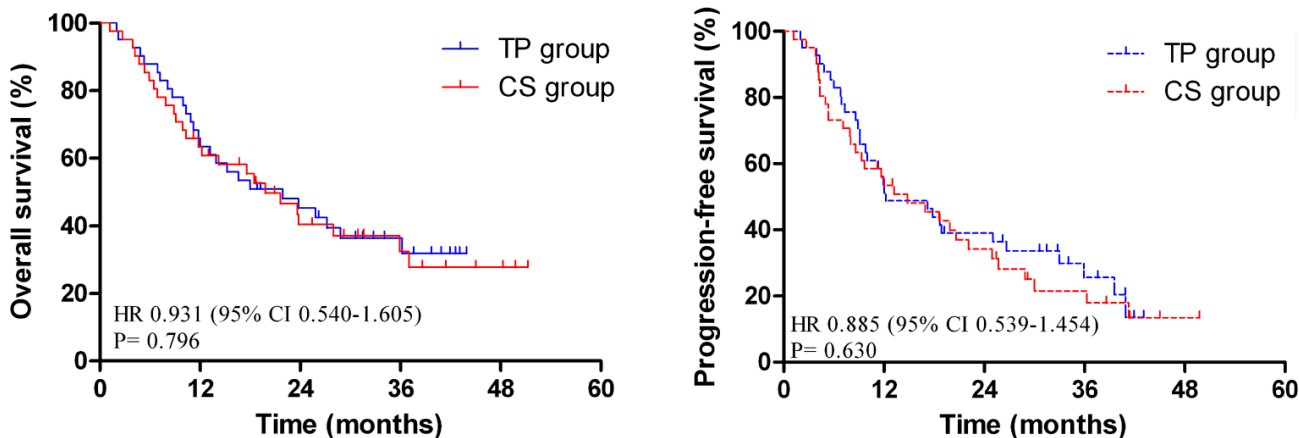 Overall survival (%)
100
80
60
40
20
0
TP group
CS group
HR 0.931 (95% CI 0.540-1.605)
P= 0.796
0 12 24 36 48 60
Time (months)
Progression-free survival (%)
100
80
60
40
20
0
TP group
CS group
HR 0.885 (95% CI 0.539-1.454)
P= 0.630
0 12 24 36 48 60
Time (months)